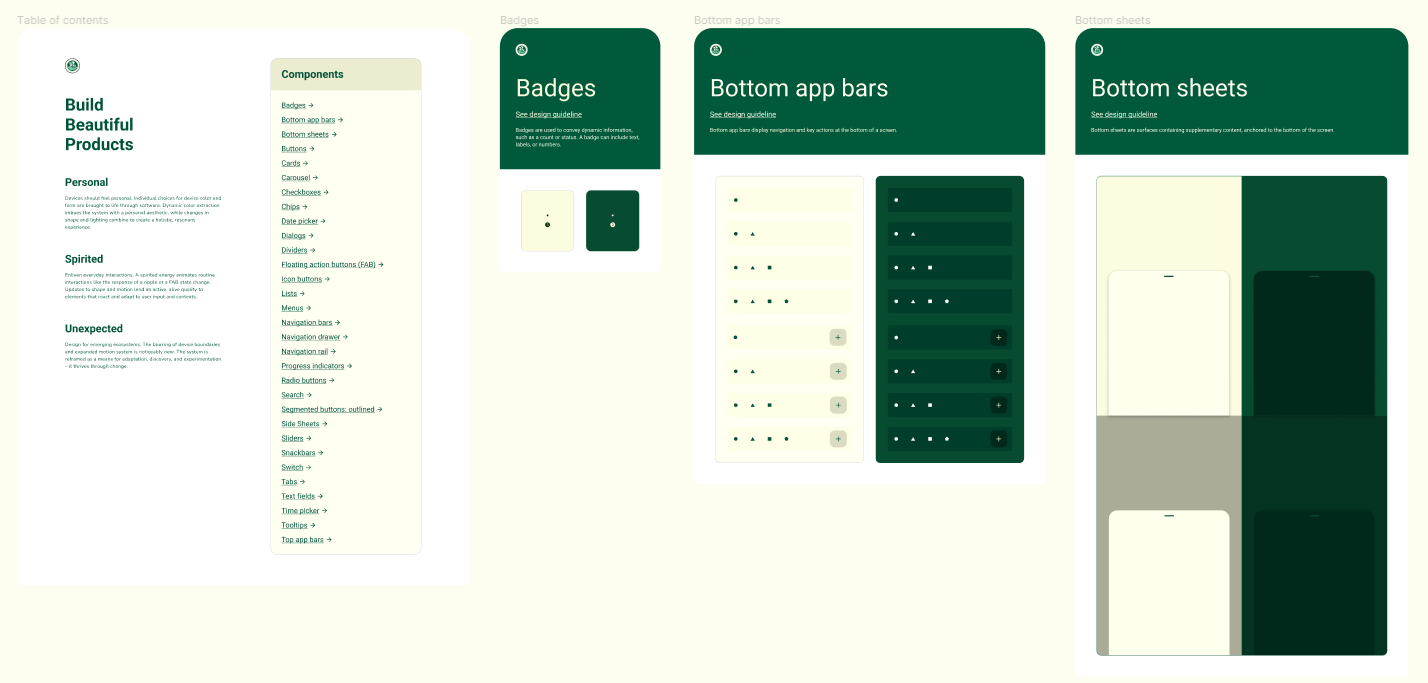 Table of contents
Build
Beautiful
Products
Personal
Devices should feel personal. Individual choices for device color and
form are brought to life through software. Dynamic color extraction
imbues the system with a personal aesthetic, while changes in
shape and lighting combine to create a holistic, resonant
experience.
Spirited
Enliven everyday interactions. A spirited energy animates routine
interactions like the response of a ripple or a FAB state change.
Updates to shape and motion lend an active, alive quality to
elements that react and adapt to user input and contents.
Unexpected
Design for emerging ecosystems. The blurring of device boundaries
and expanded motion system is noticeably new. The system is
reframed as a means for adaptation, discovery, and experimentation
–it thrives through change.
Components
Badges →
Bottom app bars →
Bottom sheets →
Buttons →
Cards →
Carousel →
Checkboxes →
Chips →
Date picker →
Dialogs →
Dividers →
Floating action buttons (FAB) →
Icon buttons →
Lists →
Menus →
Navigation bars →
Navigation drawer →
Navigation rail →
Progress indicators →
Radio buttons →
Search →
Segmented buttons: outlined →
Side Sheets →
Sliders →
Snackbars →
Switch →
Tabs →
Text fields →
Time picker →
Tooltips →
Top app bars →
Badges
Badges
See design guideline
Badges are used to convey dynamic information,
such as a count or status. A badge can include text,
labels, or numbers.
Bottom app bars
Bottom app bars
See design guideline
Bottom app bars display navigation and key actions at the bottom of a screen.
Bottom sheets
Bottom sheets
See design guideline
Bottom sheets are surfaces containing supplementary content, anchored to the bottom of the screen.